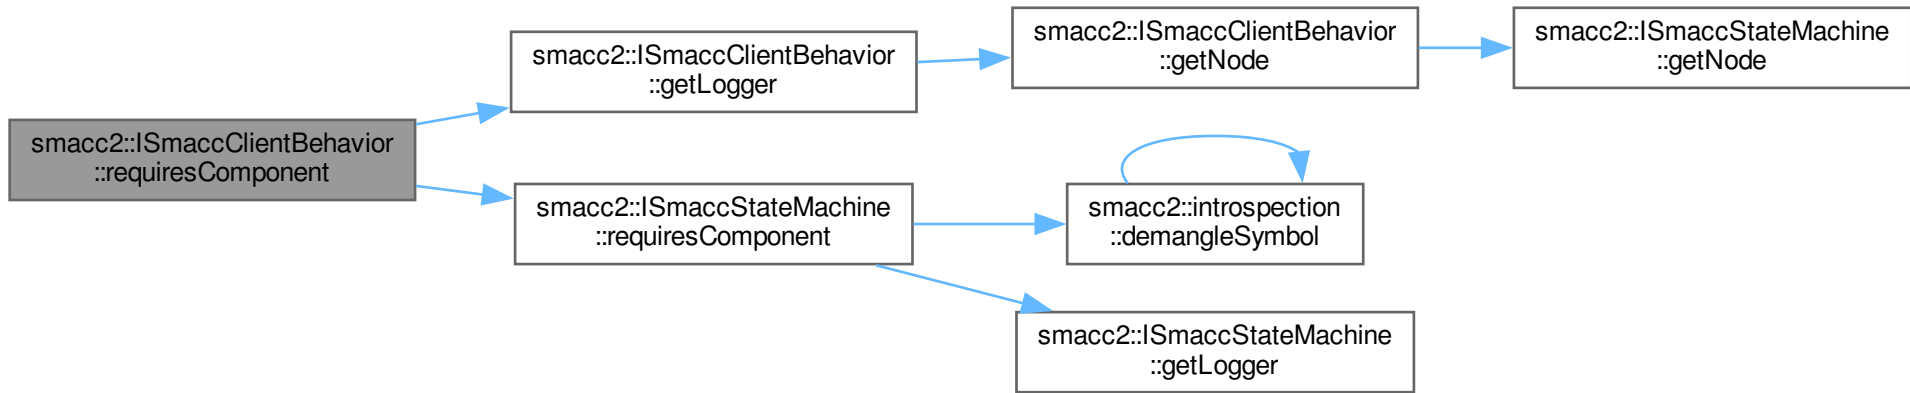 smacc2::ISmaccClientBehavior
::requiresComponent
smacc2::ISmaccClientBehavior
::getLogger
smacc2::ISmaccClientBehavior
::getNode
smacc2::ISmaccStateMachine
::getNode
smacc2::ISmaccStateMachine
::requiresComponent
smacc2::introspection
::demangleSymbol
smacc2::ISmaccStateMachine
::getLogger